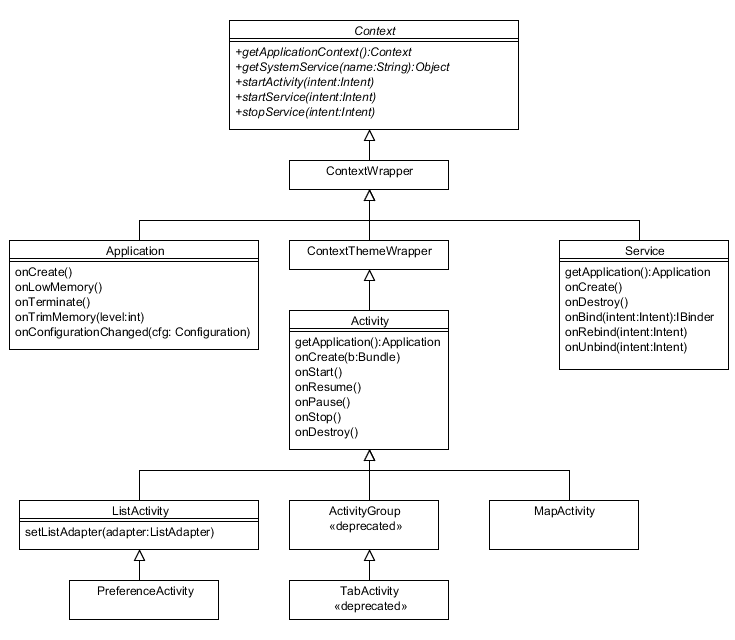 Context
+getApplicationContext():Context
+getSystemService(name:String):Object
+startActivity(intent:Intent)
+startService(intent:Intent)
+stopService(intent:Intent)
ContextWrapper
Application
onCreate()
onLowMemory()
onTerminate()
onTrimMemory(level:int)
onConfigurationChanged(cfg: Configuration)
ContextThemeWrapper
Service
getApplication():Application
onCreate()
onDestroy()
onBind(intent:Intent):IBinder
onRebind(intent:Intent)
onUnbind(intent:Intent)
Activity
getApplication():Application
onCreate(b:Bundle)
onStart()
onResume()
onPause()
onStop()
onDestroy()
ListActivity
setListAdapter(adapter:ListAdapter)
ActivityGroup
«deprecated»
MapActivity
PreferenceActivity
TabActivity
«deprecated»